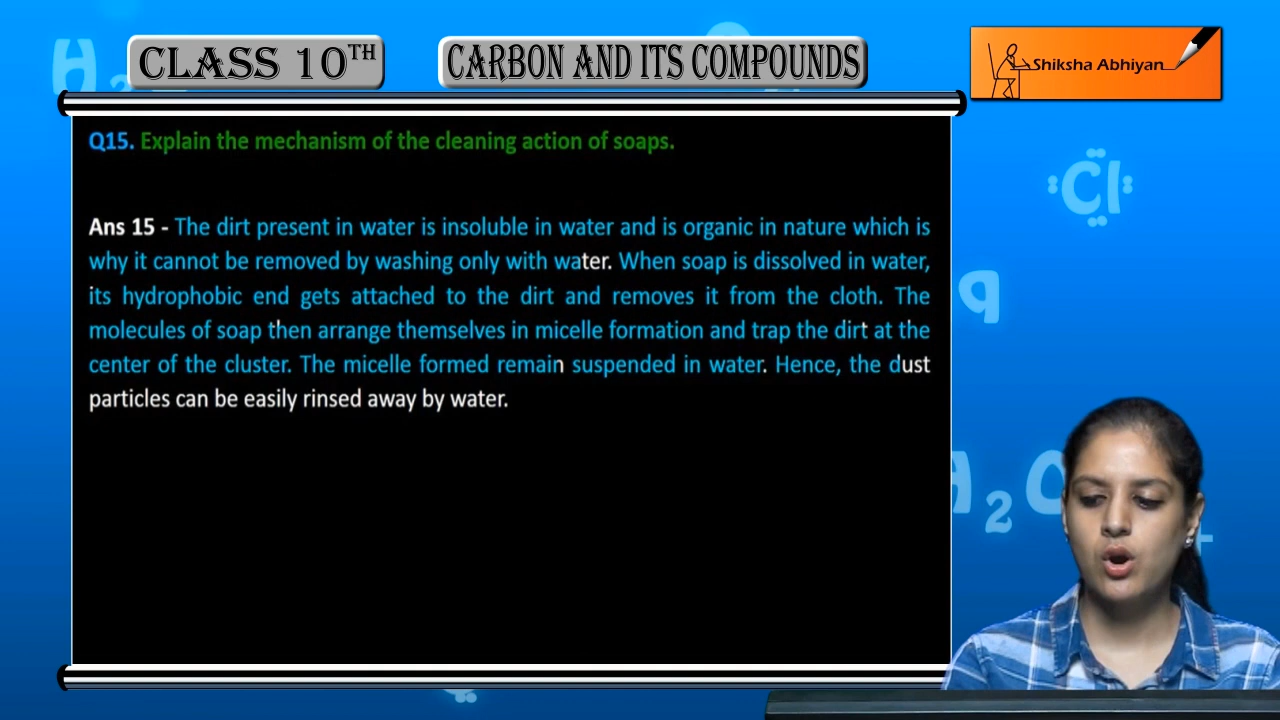 CLASS 10TH
CARBON AND ITS COMPOUNDS
Shiksha Abhiyan
Q15. Explain the mechanism of the cleaning action of soaps.
Ans 15 - The dirt present in water is insoluble in water and is organic in nature which is
why it cannot be removed by washing only with water. When soap is dissolved in water,
its hydrophobic end gets attached to the dirt and removes it from the cloth. The
molecules of soap then arrange themselves in micelle formation and trap the dirt at the
center of the cluster. The micelle formed remain suspended in water. Hence, the dust
particles can be easily rinsed away by water.
Cl
9
H2O
+